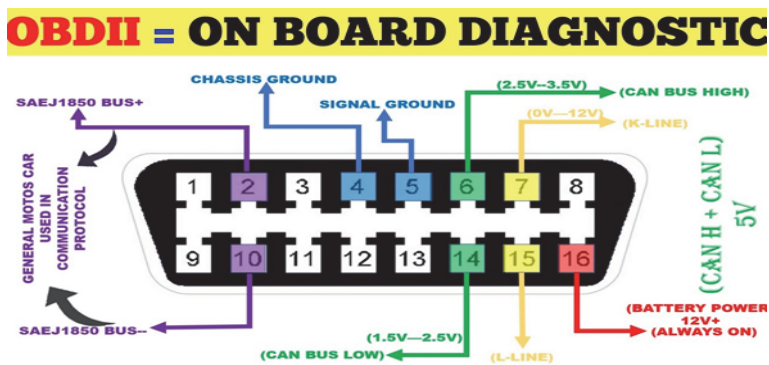 OBDII = ON BOARD DIAGNOSTIC
CHASSIS GROUND
SIGNAL GROUND
(2.5V--3.5V)
(CAN BUS HIGH)
SAEJ1850 BUS+
(0V—12V)
(K-LINE)
1 2 3 4 5 6 7 8
9 10 11 12 13 14 15 16
GENERAL MOTOS CAR
USED IN
COMMUNICATION
PROTOCOL
(CAN H + CAN L)
5V
SAEJ1850 BUS--
(1.5V—2.5V)
(CAN BUS LOW)
(L-LINE)
(BATTERY POWER
12V+
(ALWAYS ON)